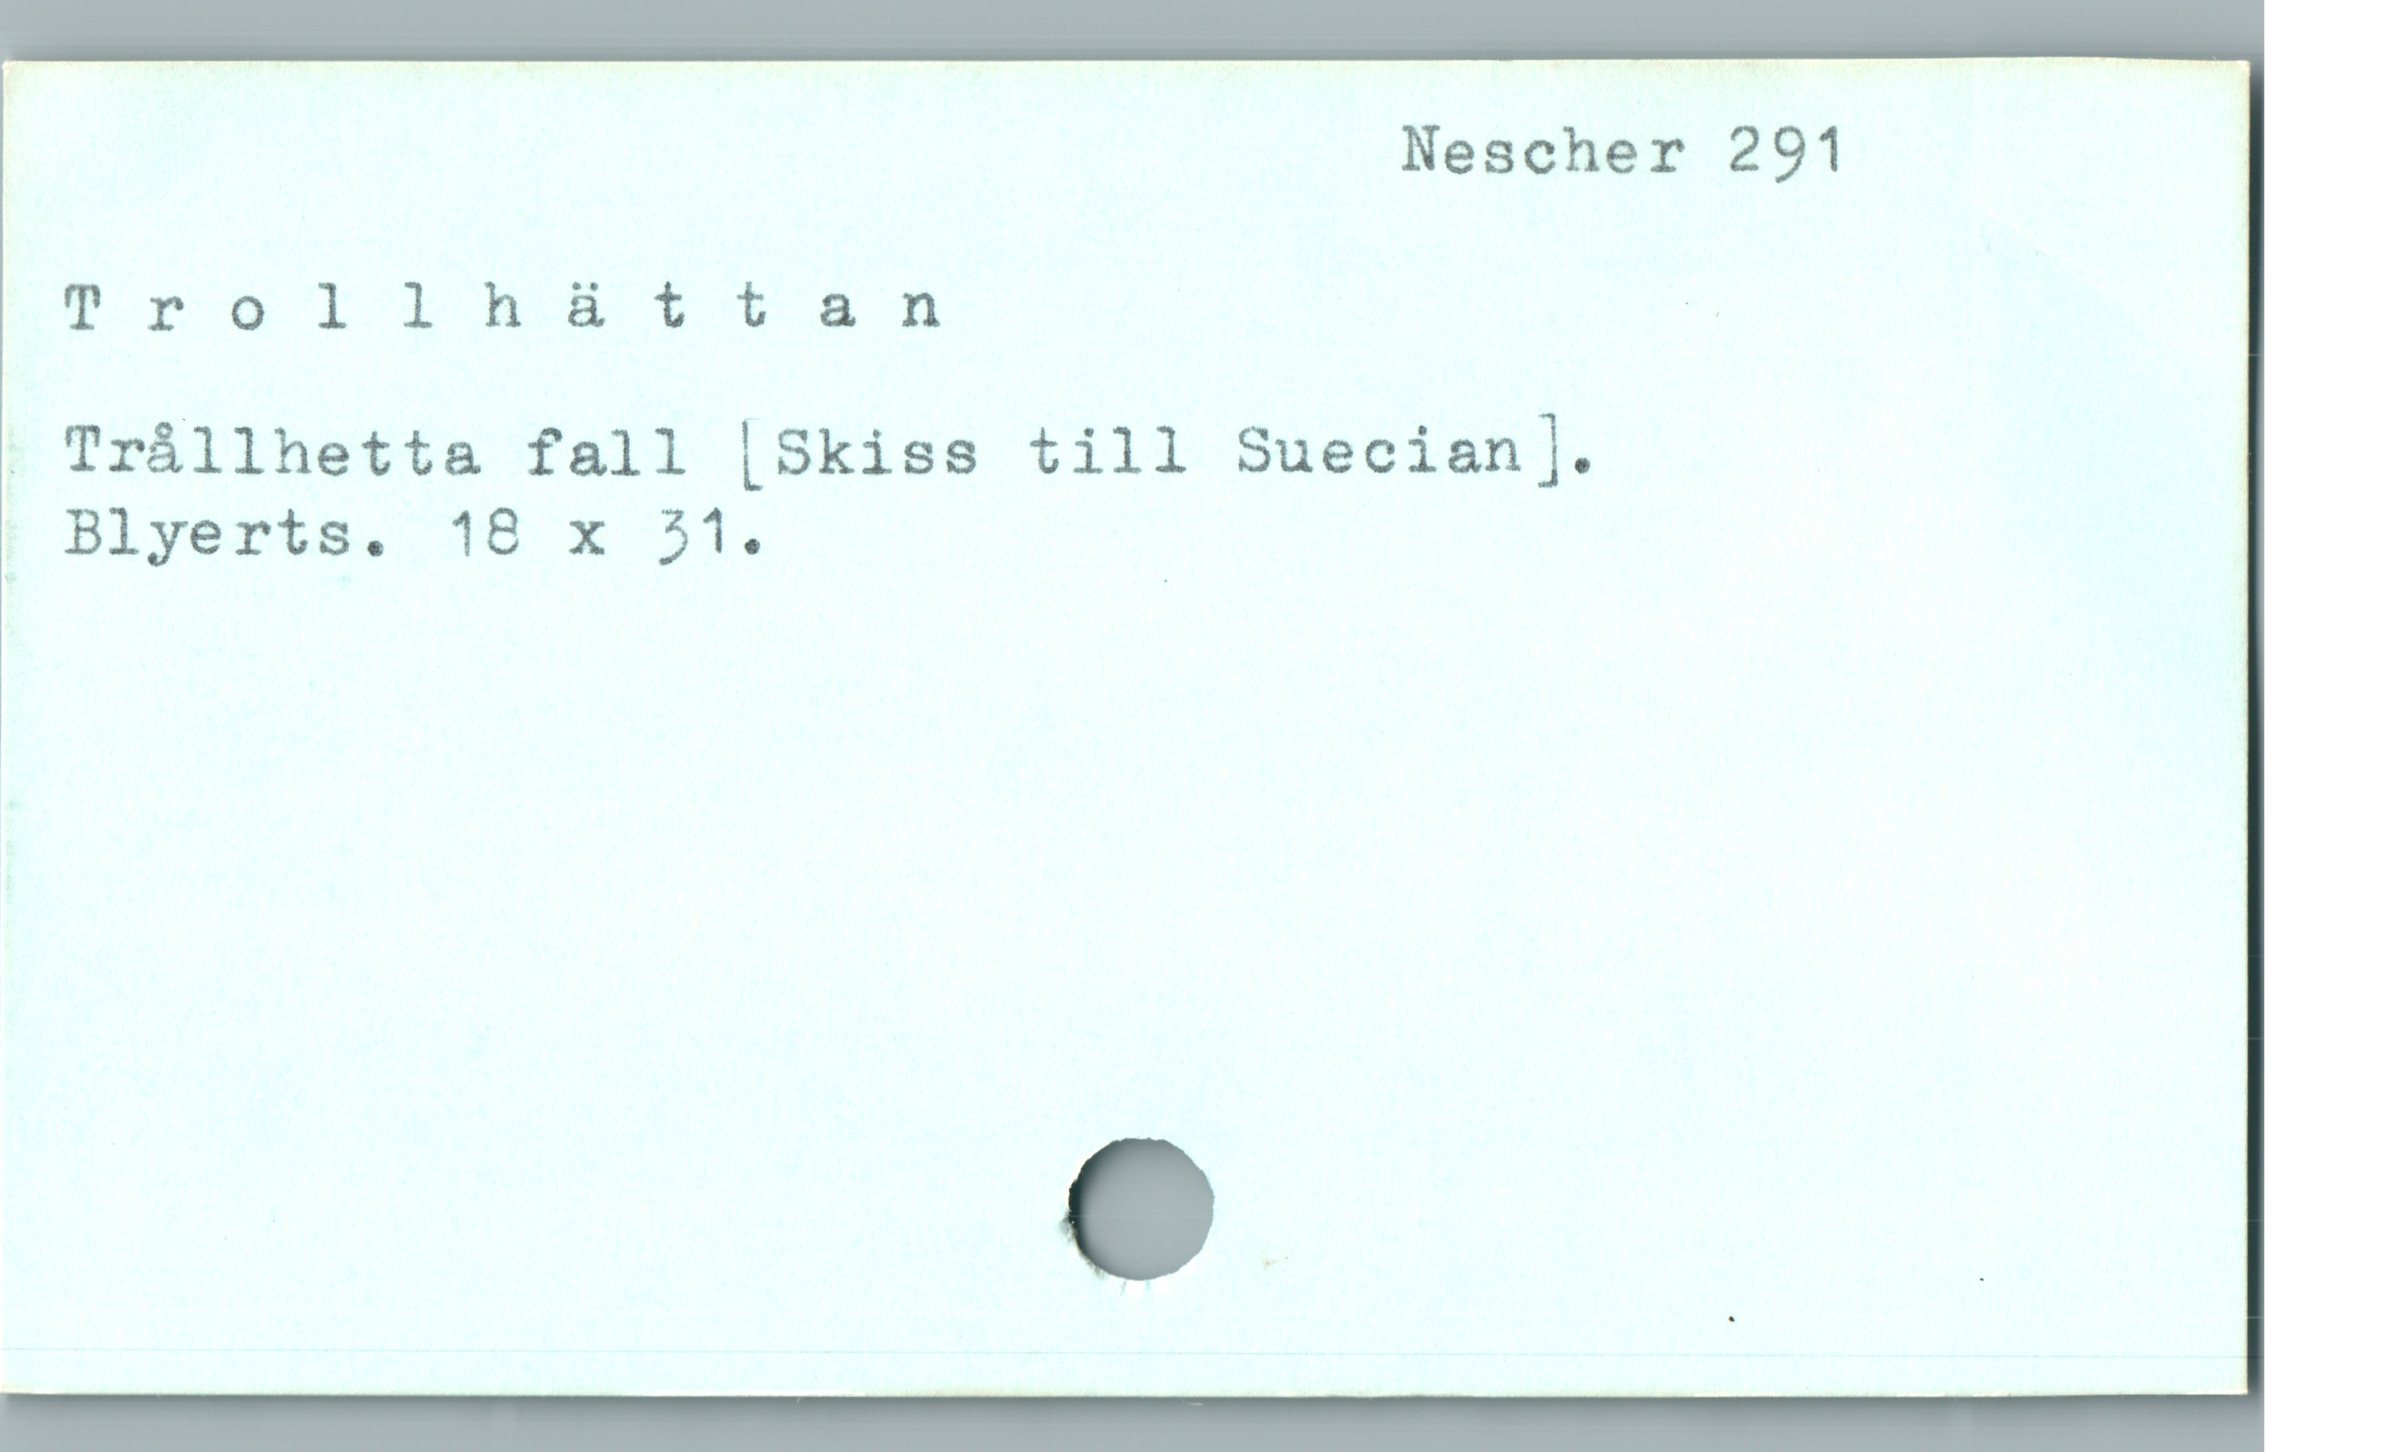 Nescher 291
T r o l l h ä t t a n
Trållhetta fall [Skiss till Suecian].
Blyerts. 18 x 31.